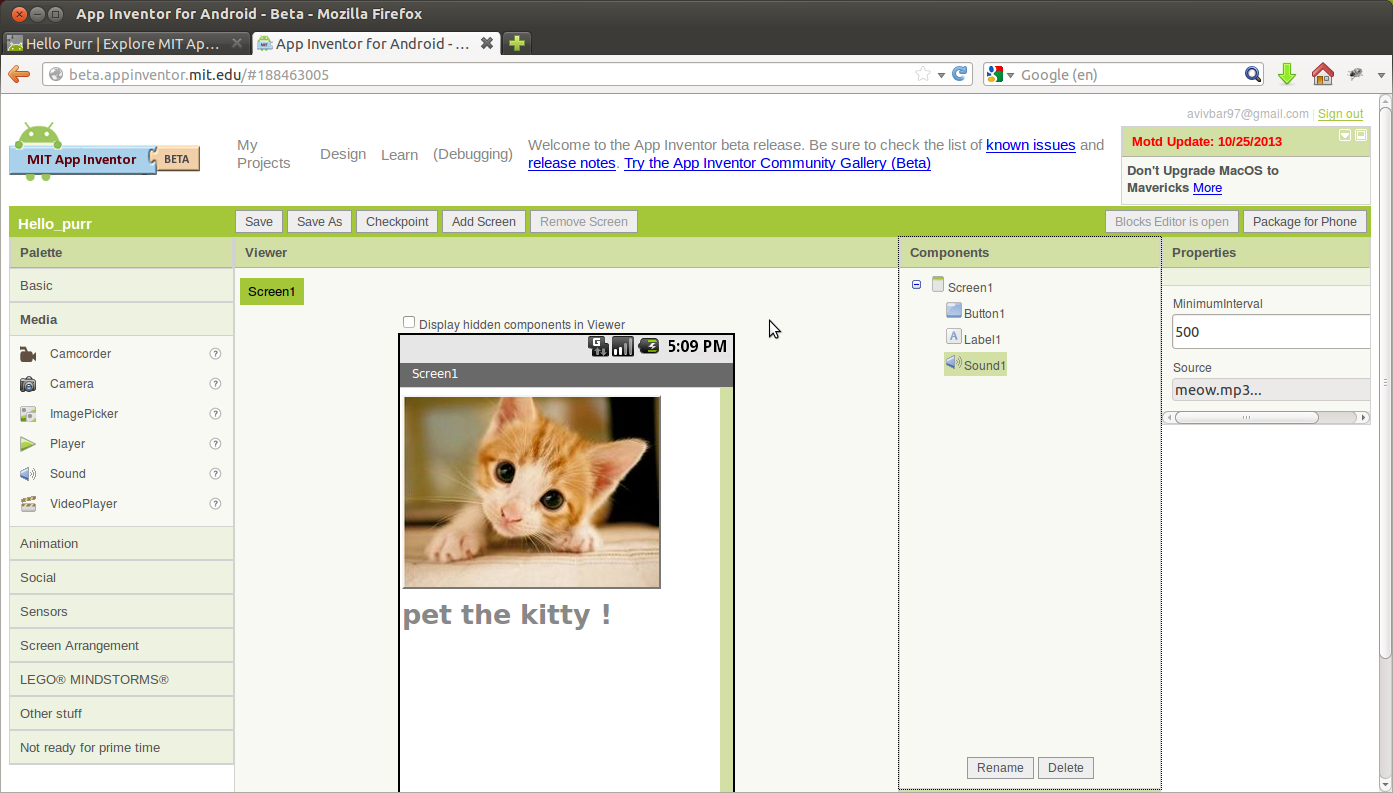 App Inventor for Android - Beta - Mozilla Firefox
Hello Purr | Explore MIT Ap... App Inventor for Android - ...
beta.appinventor.mit.edu/#188463005 Google (en)
avivbar97@gmail.com | Sign out
MIT App Inventor BETA
My Projects Design Learn (Debugging)
Welcome to the App Inventor beta release. Be sure to check the list of known issues and
release notes. Try the App Inventor Community Gallery (Beta)
Motd Update: 10/25/2013
Don't Upgrade MacOS to
Mavericks More
Hello_purr Save Save As Checkpoint Add Screen Remove Screen Blocks Editor is open Package for Phone
Palette Viewer Components Properties
Basic
Media
Camcorder ?
Camera ?
ImagePicker ?
Player ?
Sound ?
VideoPlayer ?
Animation
Social
Sensors
Screen Arrangement
LEGO® MINDSTORMS®
Other stuff
Not ready for prime time
Screen1
Display hidden components in Viewer
G 5:09 PM
Screen1
pet the kitty !
Screen1
Button1
A Label1
Sound1
Rename Delete
MinimumInterval
500
Source
meow.mp3...